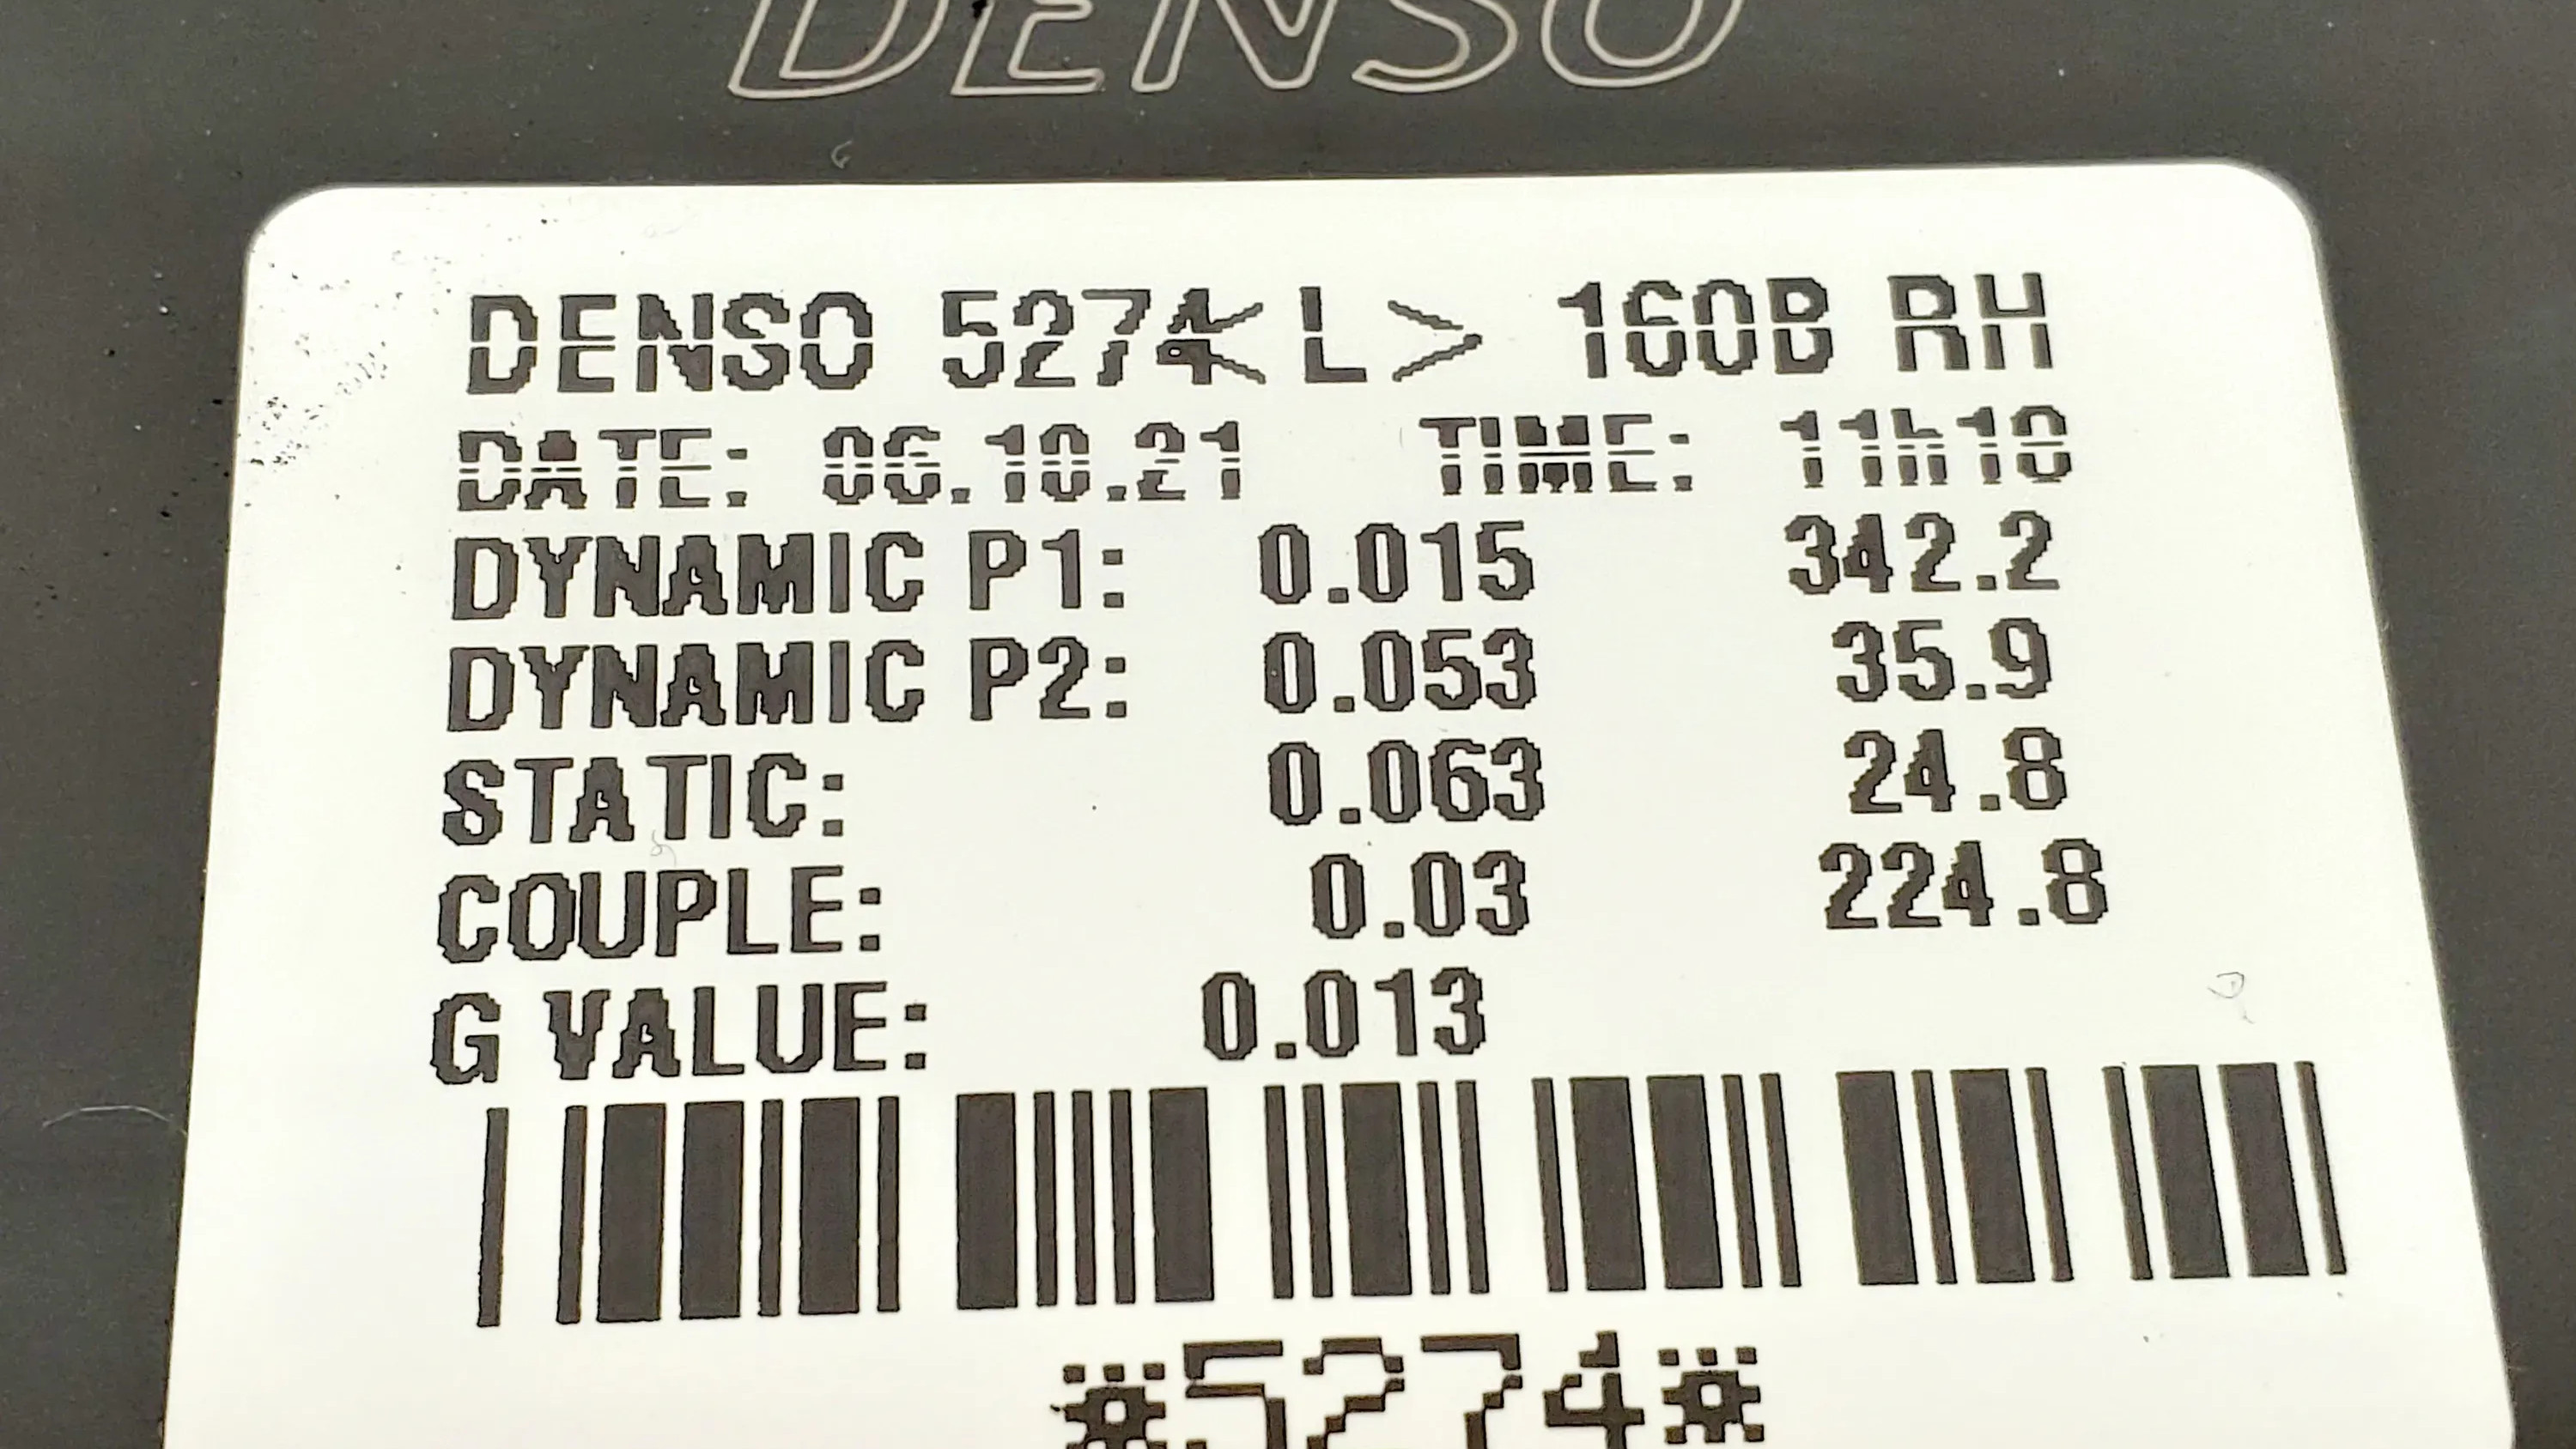 DENSO
DENSO 5274<L> 160B RH
DATE: 06.10.21 TIME: 11h10
DYNAMIC P1: 0.015 342.2
DYNAMIC P2: 0.053 35.9
STATIC: 0.063 24.8
COUPLE: 0.03 224.8
G VALUE: 0.013
*5274*